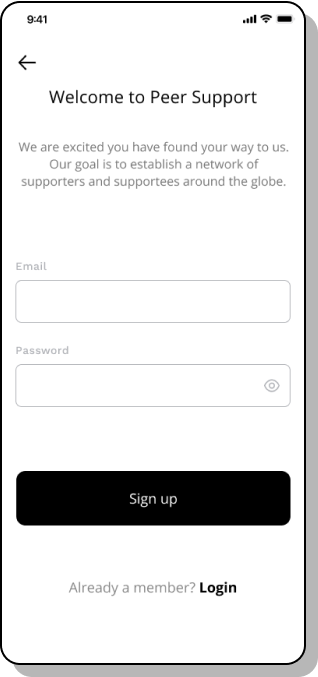 9:41
Welcome to Peer Support
We are excited you have found your way to us.
Our goal is to establish a network of
supporters and supportees around the globe.
Email
Password
Sign up
Already a member? Login